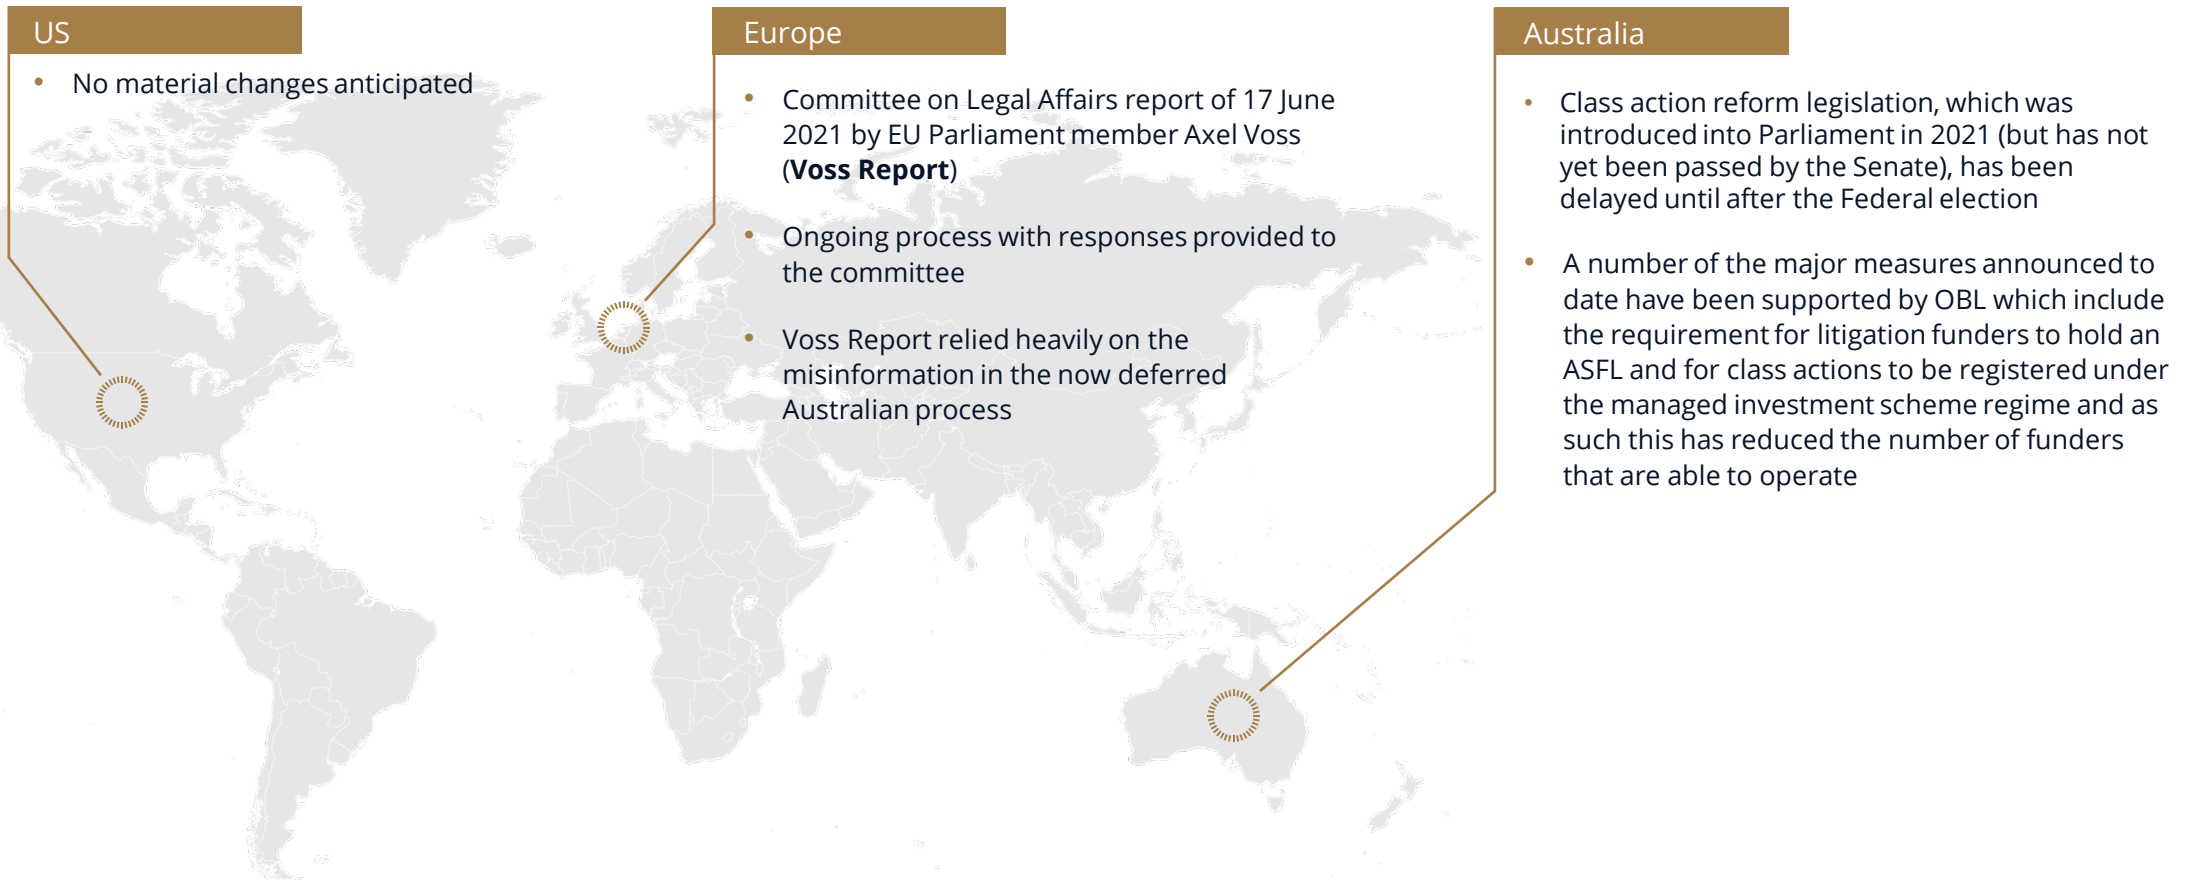 US
• No material changes anticipated
Europe
• Committee on Legal Affairs report of 17 June
2021 by EU Parliament member Axel Voss
(Voss Report)
• Ongoing process with responses provided to
the committee
• Voss Report relied heavily on the
misinformation in the now deferred
Australian process
Australia
• Class action reform legislation, which was
introduced into Parliament in 2021 (but has not
yet been passed by the Senate), has been
delayed until after the Federal election
• A number of the major measures announced to
date have been supported by OBL which include
the requirement for litigation funders to hold an
ASFL and for class actions to be registered under
the managed investment scheme regime and as
such this has reduced the number of funders
that are able to operate